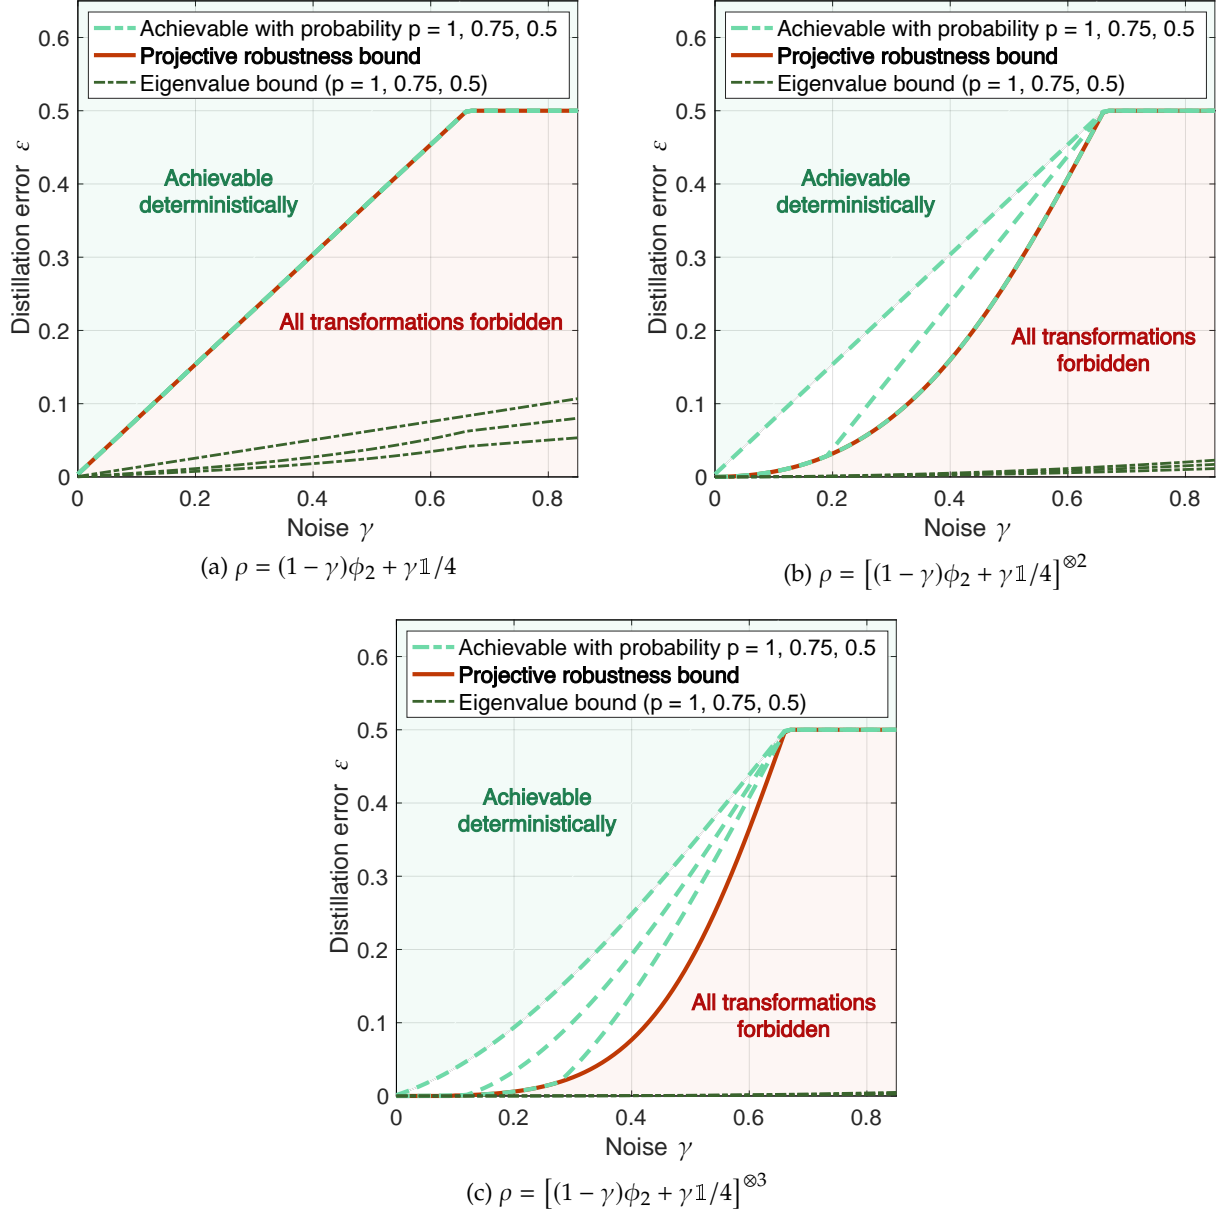 0.6
0.5
0.4
0.3
0.2
0.1
0
Distillation error ε
Achievable with probability p = 1, 0.75, 0.5
Projective robustness bound
Eigenvalue bound (p = 1, 0.75, 0.5)
Achievable
deterministically
All transformations forbidden
0 0.2 0.4 0.6 0.8
Noise γ
(a) ρ = (1 − γ)ϕ₂ + γ𝟙/4
0.6
0.5
0.4
0.3
0.2
0.1
0
Distillation error ε
Achievable with probability p = 1, 0.75, 0.5
Projective robustness bound
Eigenvalue bound (p = 1, 0.75, 0.5)
Achievable
deterministically
All transformations
forbidden
0 0.2 0.4 0.6 0.8
Noise γ
(b) ρ = [(1 − γ)ϕ₂ + γ𝟙/4]^⊗2
0.6
0.5
0.4
0.3
0.2
0.1
0
Distillation error ε
Achievable with probability p = 1, 0.75, 0.5
Projective robustness bound
Eigenvalue bound (p = 1, 0.75, 0.5)
Achievable
deterministically
All transformations
forbidden
0 0.2 0.4 0.6 0.8
Noise γ
(c) ρ = [(1 − γ)ϕ₂ + γ𝟙/4]^⊗3